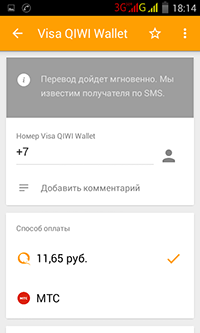 3G G 18:14
Visa QIWI Wallet
Перевод дойдет мгновенно. Мы
известим получателя по SMS.
Номер Visa QIWI Wallet
+7
Добавить комментарий
Способ оплаты
11,65 руб.
МТС
МТС